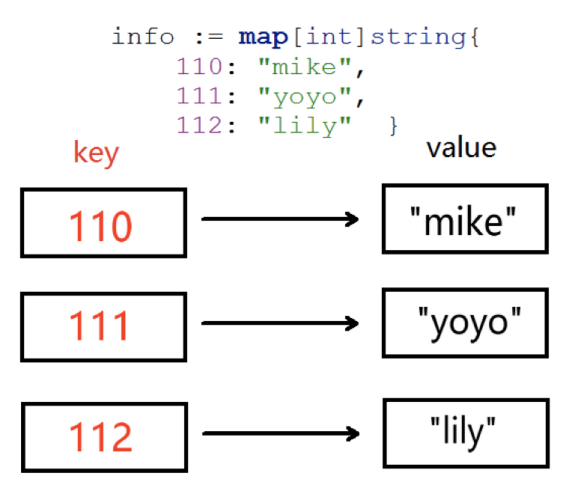 info := map[int]string{
110: "mike",
111: "yoyo",
112: "lily" }
key value
110 "mike"
111 "yoyo"
112 "lily"